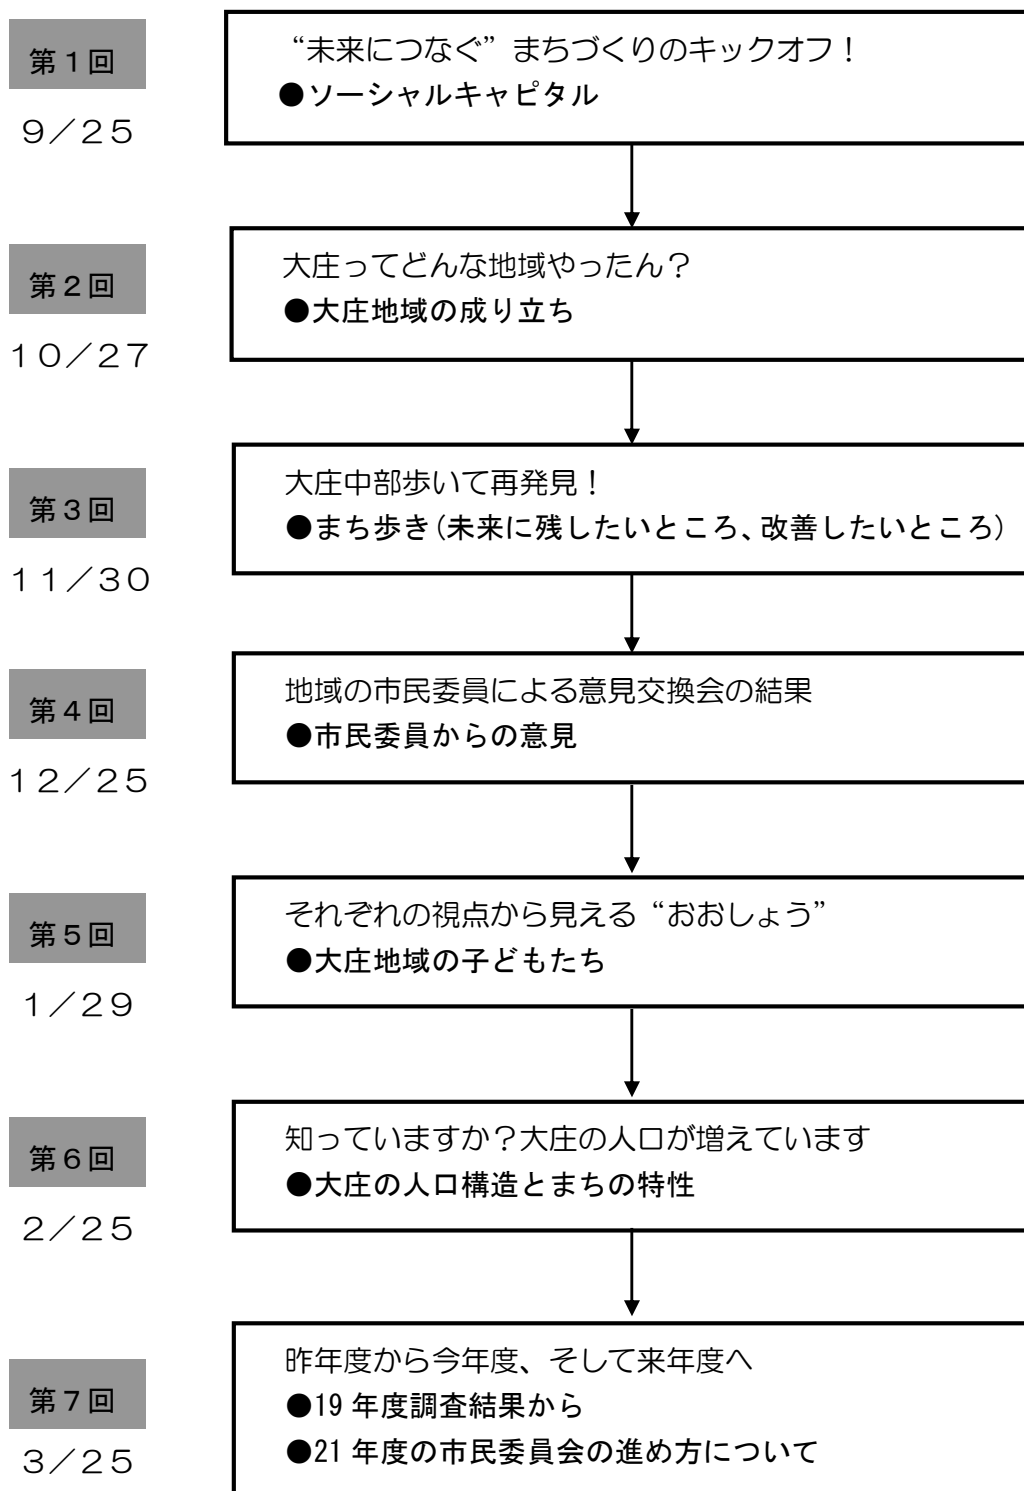 第１回
９／２５
“未来につなぐ”まちづくりのキックオフ！
●ソーシャルキャピタル
第２回
１０／２７
大庄ってどんな地域やったん？
●大庄地域の成り立ち
第３回
１１／３０
大庄中部歩いて再発見！
●まち歩き(未来に残したいところ、改善したいところ)
第４回
１２／２５
地域の市民委員による意見交換会の結果
●市民委員からの意見
第５回
１／２９
それぞれの視点から見える“おおしょう”
●大庄地域の子どもたち
第６回
２／２５
知っていますか？大庄の人口が増えています
●大庄の人口構造とまちの特性
第７回
３／２５
昨年度から今年度、そして来年度へ
●19 年度調査結果から
●21 年度の市民委員会の進め方について